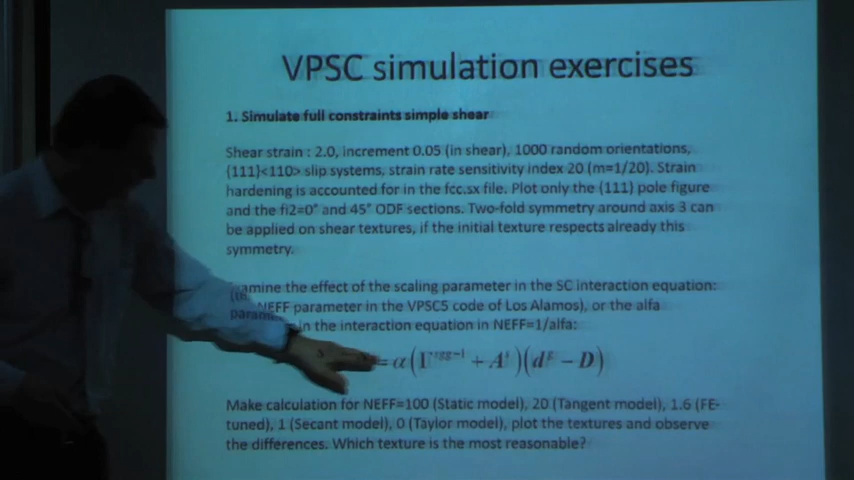 VPSC simulation exercises
1. Simulate full constraints simple shear
Shear strain : 2.0, increment 0.05 (in shear), 1000 random orientations,
{111}<110> slip systems, strain rate sensitivity index 20 (m=1/20). Strain
hardening is accounted for in the fcc.sx file. Plot only the {111} pole figure
and the fi2=0° and 45° ODF sections. Two-fold symmetry around axis 3 can
be applied on shear textures, if the initial texture respects already this
symmetry.
amine the effect of the scaling parameter in the SC interaction equation:
NEFF parameter in the VPSC5 code of Los Alamos), or the alfa
in the interaction equation in NEFF=1/alfa:
Make calculation for NEFF=100 (Static model), 20 (Tangent model), 1.6 (FE-
tuned), 1 (Secant model), 0 (Taylor model), plot the textures and observe
the differences. Which texture is the most reasonable?